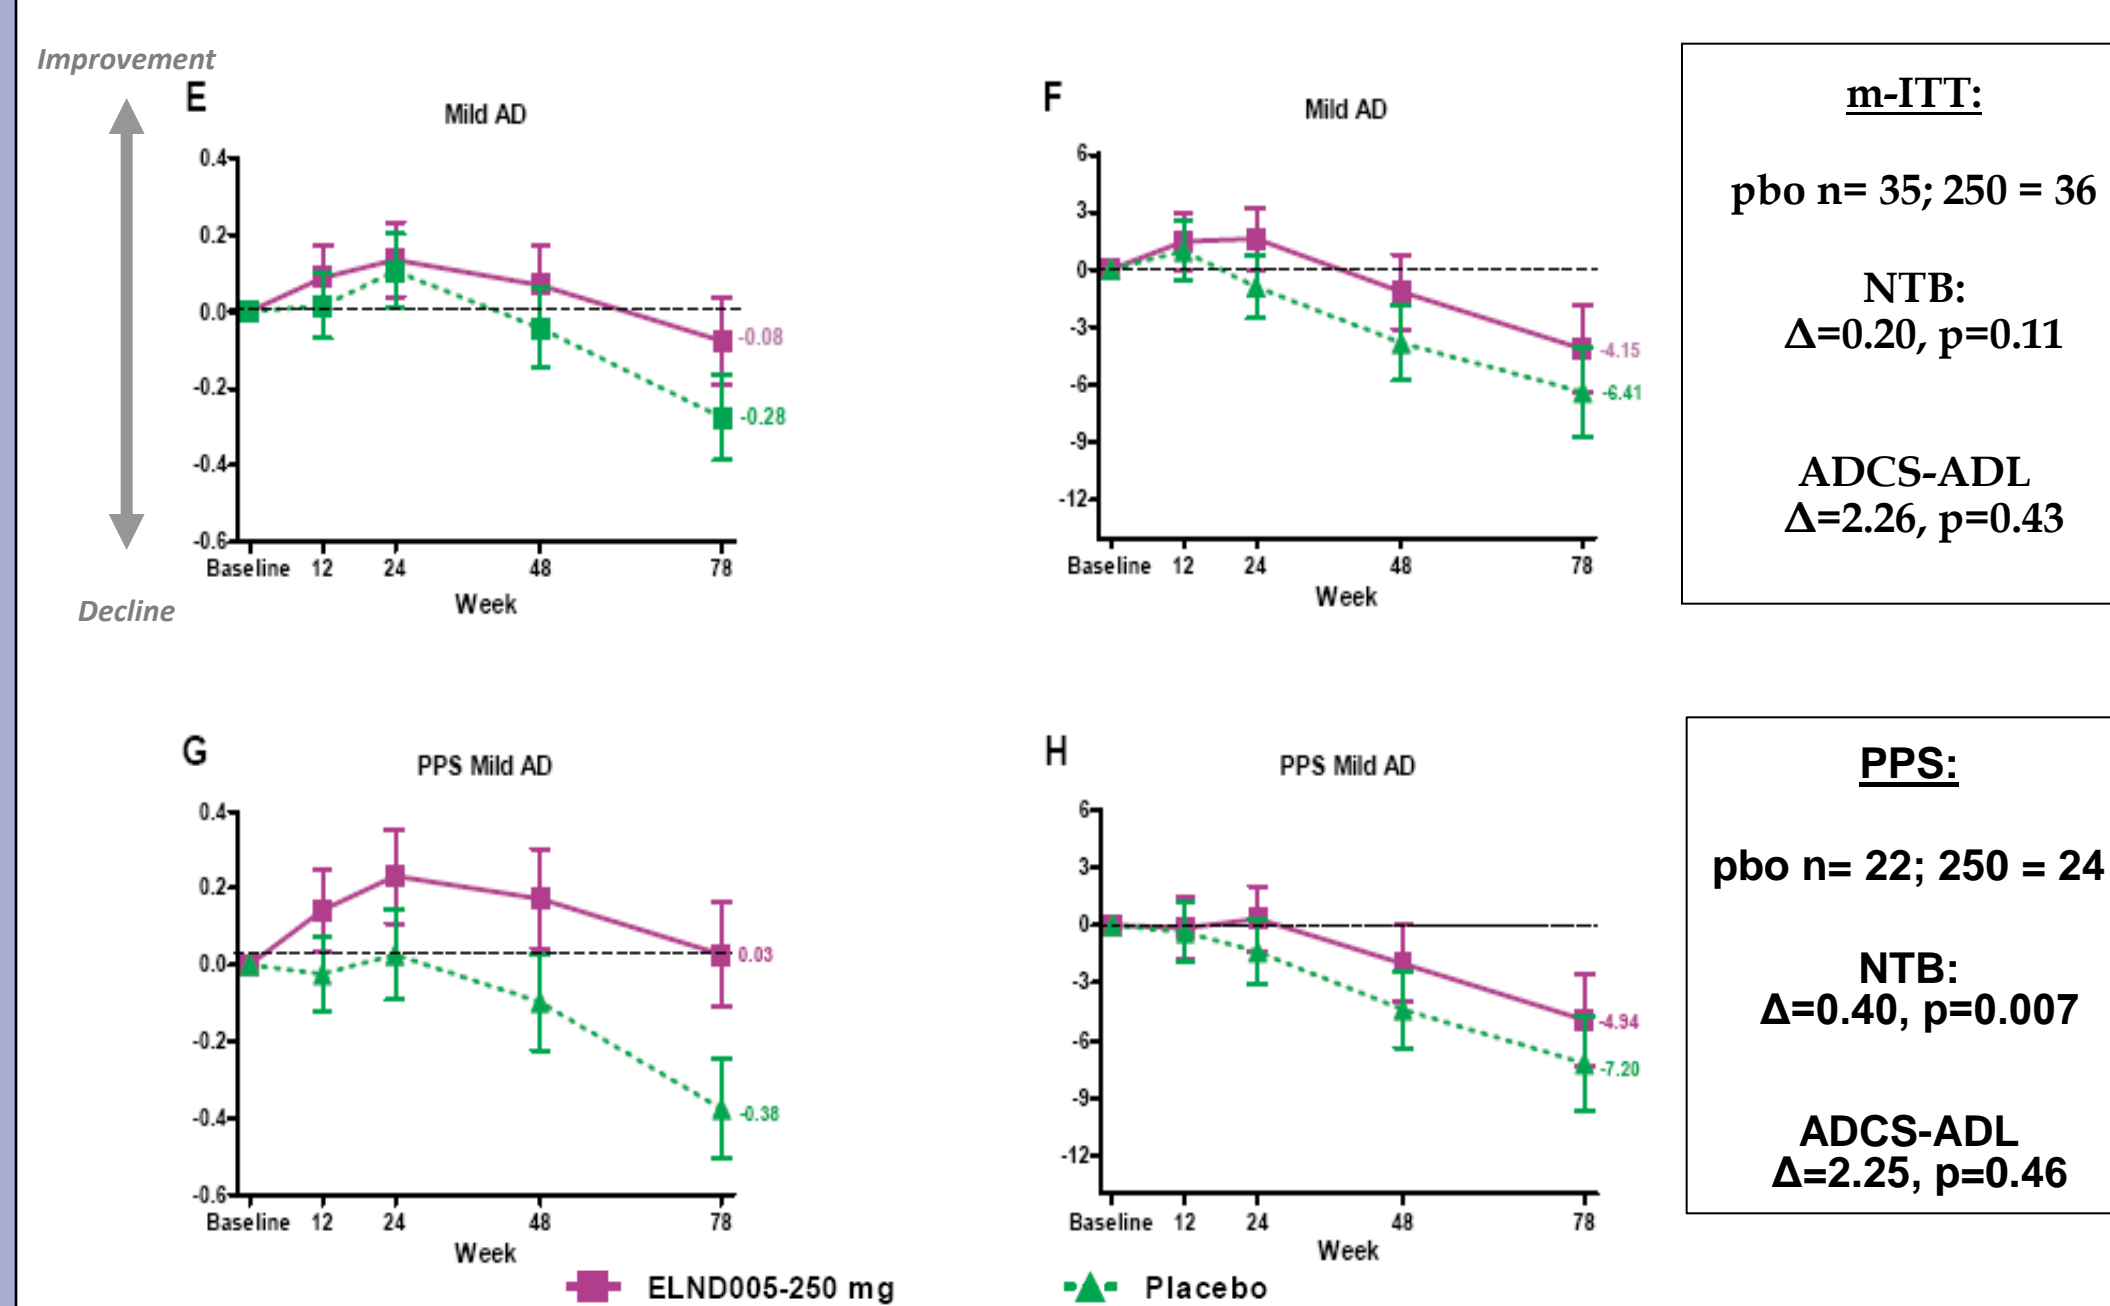 Improvement
Decline
E
Mild AD
0.4
0.2
0.0
-0.2
-0.4
-0.6
-0.08
-0.28
Baseline 12 24 48 78
Week
F
Mild AD
6
3
0
-3
-6
-9
-12
-4.15
-6.41
Baseline 12 24 48 78
Week
m-ITT:
pbo n= 35; 250 = 36
NTB:
Δ=0.20, p=0.11
ADCS-ADL
Δ=2.26, p=0.43
G
PPS Mild AD
0.4
0.2
0.0
-0.2
-0.4
-0.6
0.03
-0.38
Baseline 12 24 48 78
Week
H
PPS Mild AD
6
3
0
-3
-6
-9
-12
-4.94
-7.20
Baseline 12 24 48 78
Week
PPS:
pbo n= 22; 250 = 24
NTB:
Δ=0.40, p=0.007
ADCS-ADL
Δ=2.25, p=0.46
ELND005-250 mg
Placebo